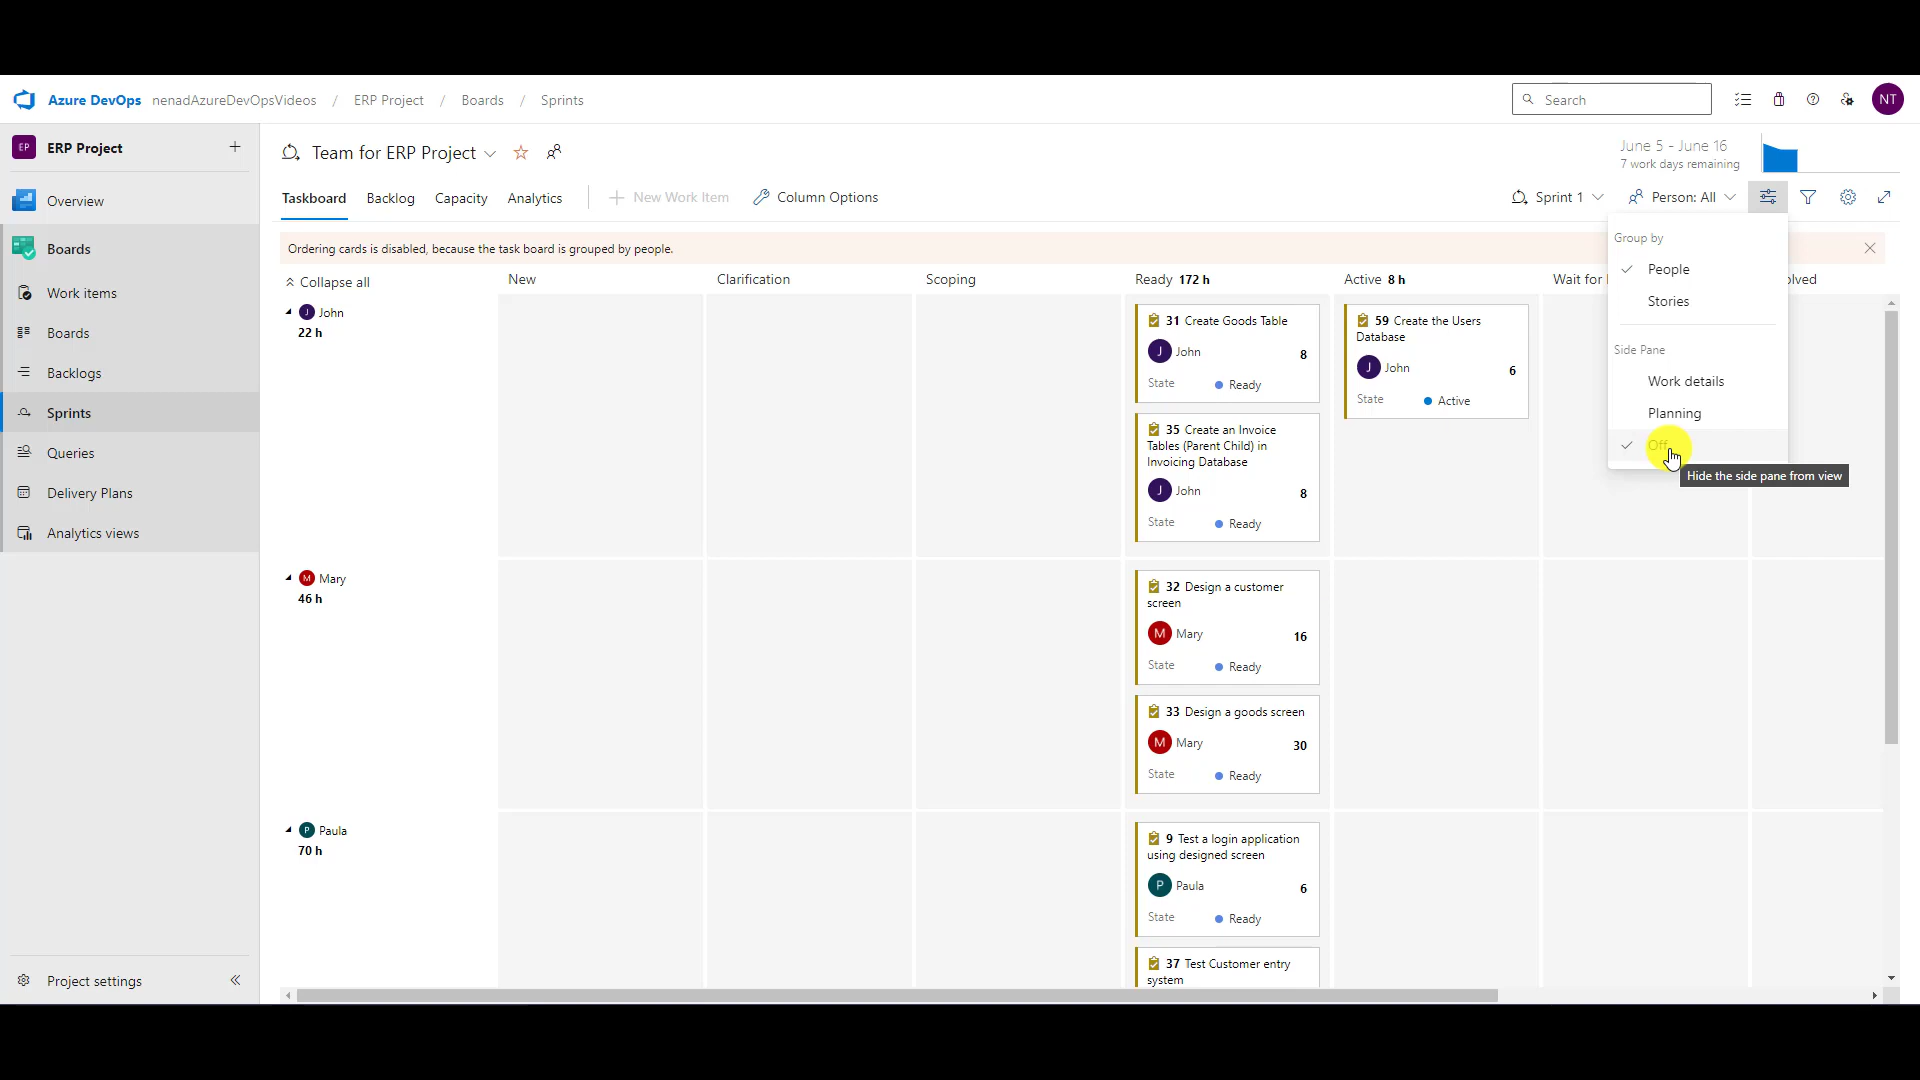 Azure DevOps nenadAzureDevOpsVideos / ERP Project / Boards / Sprints
Search
NT
EP ERP Project
Overview
Boards
Work items
Boards
Backlogs
Sprints
Queries
Delivery Plans
Analytics views
Project settings
Team for ERP Project
June 5 - June 16
7 work days remaining
Taskboard Backlog Capacity Analytics New Work Item Column Options
Sprint 1 Person: All
Ordering cards is disabled, because the task board is grouped by people.
Collapse all New Clarification Scoping Ready 172 h Active 8 h Wait for olved
J John
22 h
31 Create Goods Table
J John 8
State Ready
35 Create an Invoice
Tables (Parent Child) in
Invoicing Database
J John 8
State Ready
59 Create the Users
Database
J John 6
State Active
M Mary
46 h
32 Design a customer
screen
M Mary 16
State Ready
33 Design a goods screen
M Mary 30
State Ready
P Paula
70 h
9 Test a login application
using designed screen
P Paula 6
State Ready
37 Test Customer entry
system
Group by
People
Stories
Side Pane
Work details
Planning
Off
Hide the side pane from view